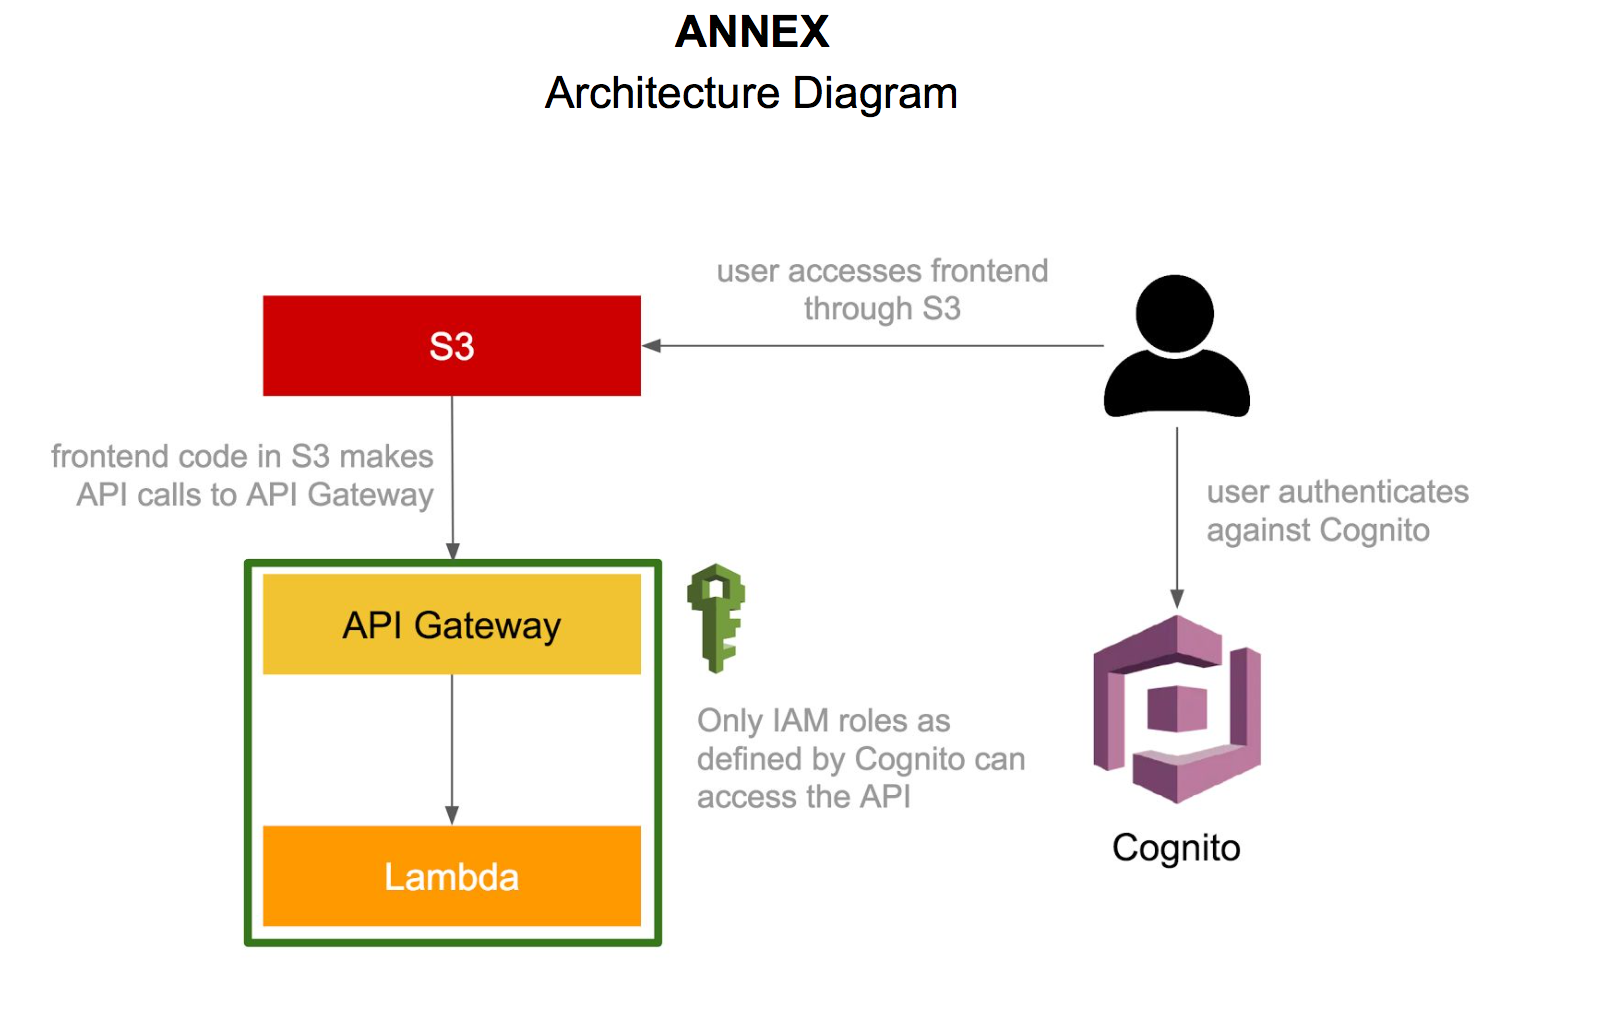 ANNEX
Architecture Diagram
user accesses frontend
through S3
S3
frontend code in S3 makes
API calls to API Gateway
user authenticates
against Cognito
API Gateway
Only IAM roles as
defined by Cognito can
access the API
Cognito
Lambda